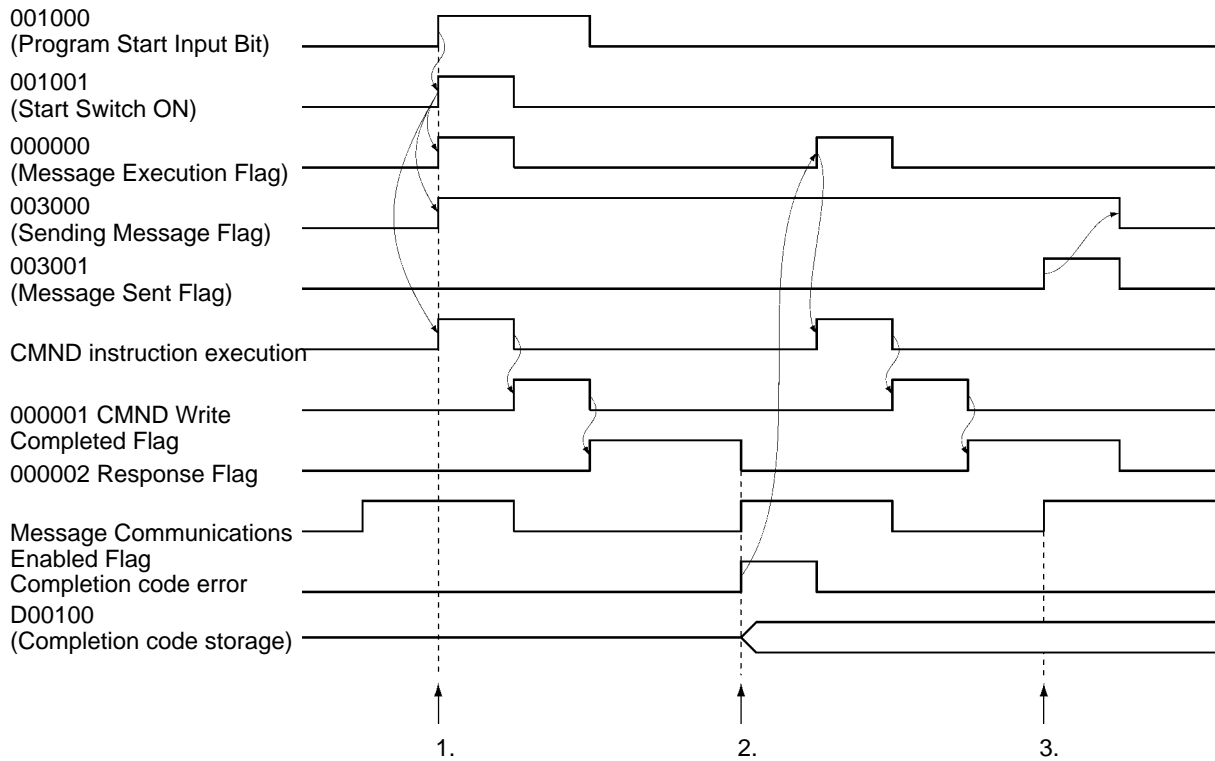 001000
(Program Start Input Bit)
001001
(Start Switch ON)
000000
(Message Execution Flag)
003000
(Sending Message Flag)
003001
(Message Sent Flag)
CMND instruction execution
000001 CMND Write
Completed Flag
000002 Response Flag
Message Communications
Enabled Flag
Completion code error
D00100
(Completion code storage)
1. 2. 3.